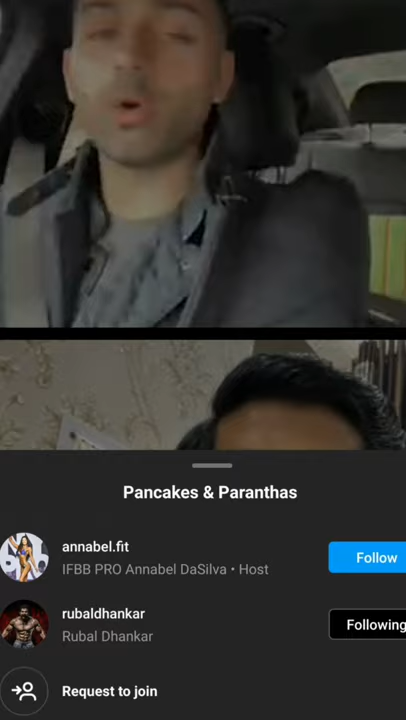 Pancakes & Paranthas
annabel.fit
IFBB PRO Annabel DaSilva • Host
Follow
rubaldhankar
Rubal Dhankar
Following
Request to join